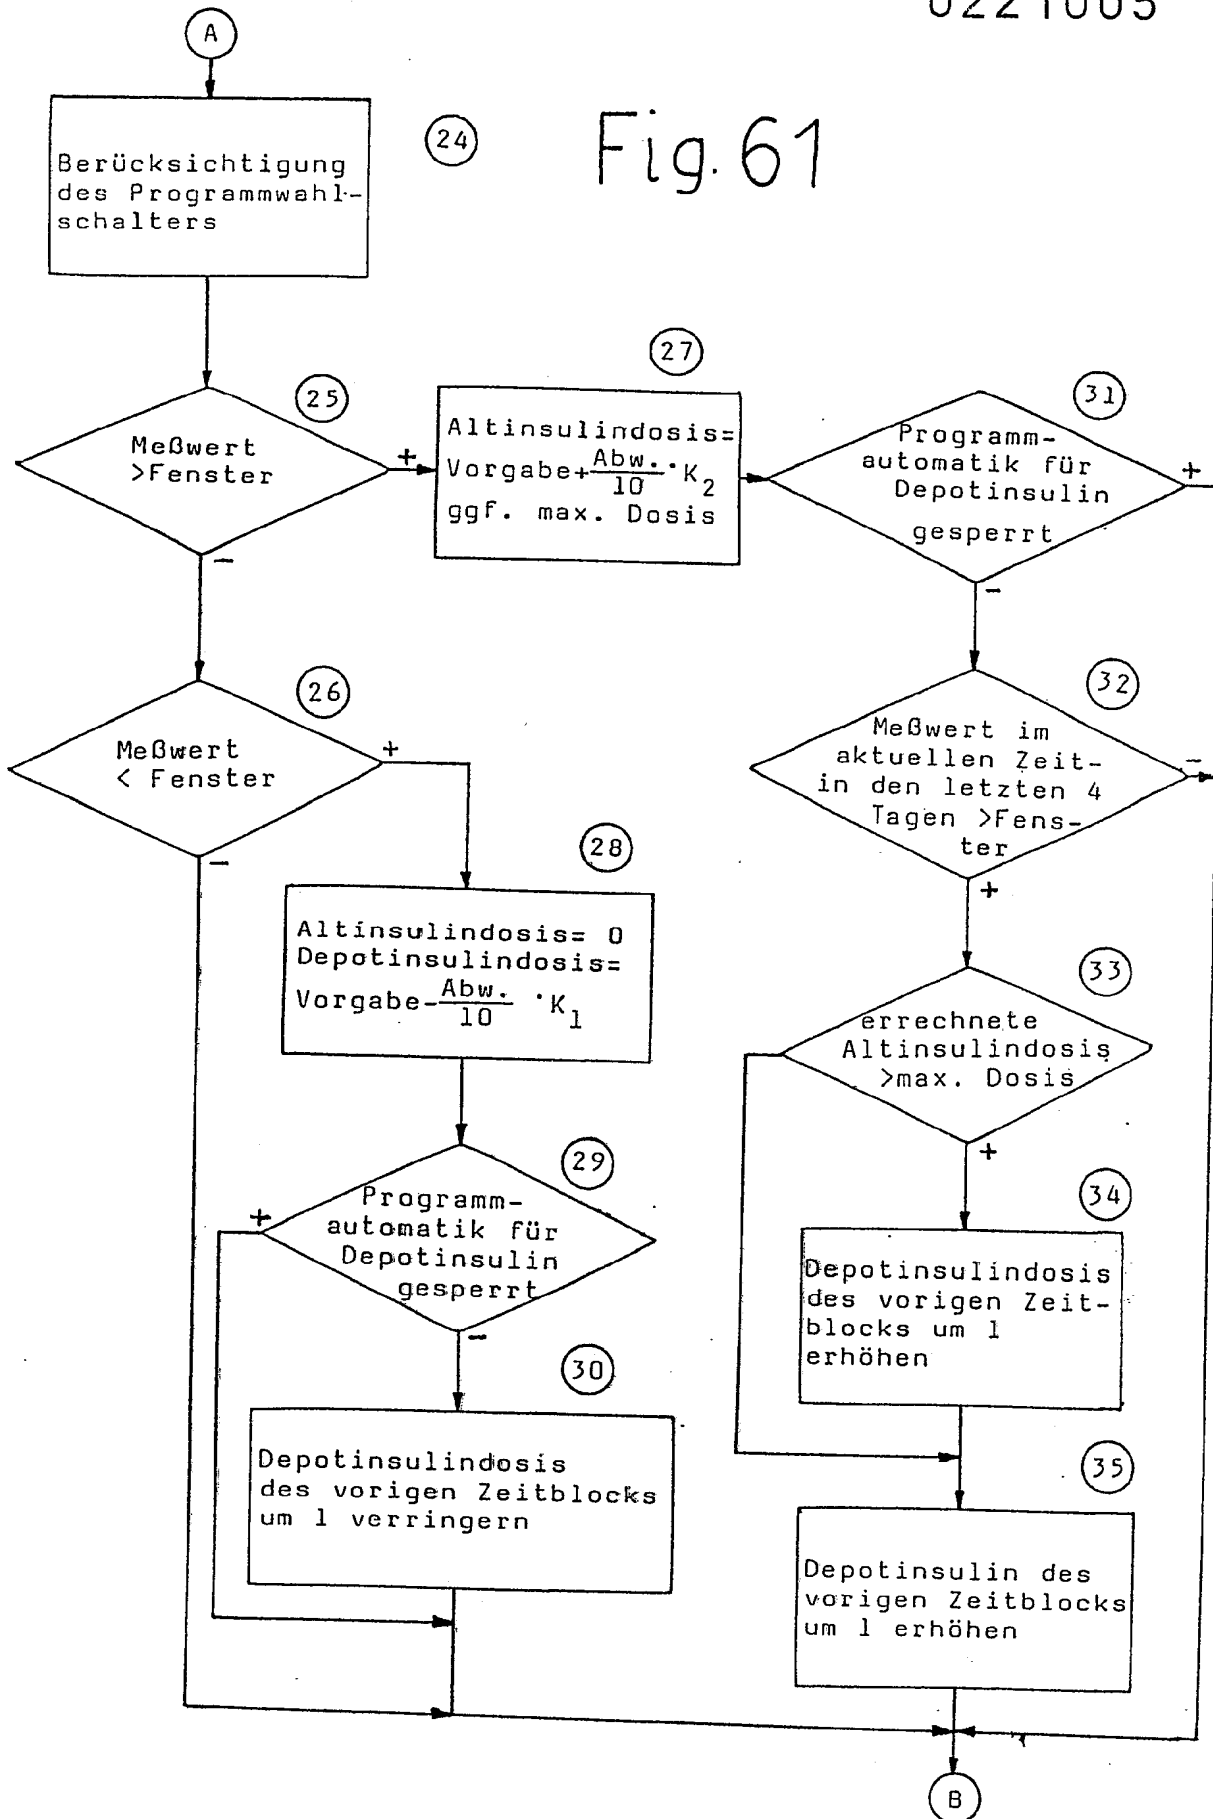 0221005
A
Fig. 61
24
Berücksichtigung
des Programmwahl-
schalters
25
Meßwert
>Fenster
+
-
27
Altinsulindosis=
Vorgabe+Abw./10·K2
ggf. max. Dosis
31
Programm-
automatik für
Depotinsulin
gesperrt
+
-
26
Meßwert
< Fenster
+
-
32
Meßwert im
aktuellen Zeit-
in den letzten 4
Tagen >Fens-
ter
-
+
28
Altinsulindosis= 0
Depotinsulindosis=
Vorgabe-Abw./10 ·K1
33
errechnete
Altinsulindosis
>max. Dosis
+
29
Programm-
automatik für
Depotinsulin
gesperrt
+
-
34
Depotinsulindosis
des vorigen Zeit-
blocks um 1
erhöhen
30
Depotinsulindosis
des vorigen Zeitblocks
um 1 verringern
35
Depotinsulin des
vorigen Zeitblocks
um 1 erhöhen
B